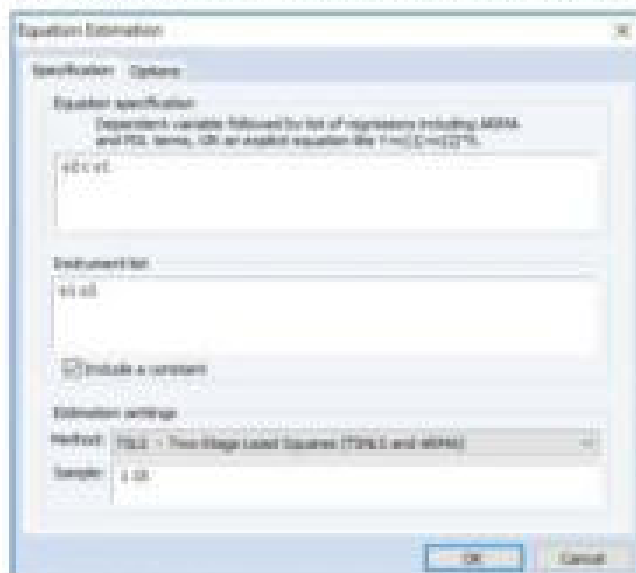 Equation Estimation
Specification Options
Equation specification
Dependent variable followed by list of regressors including ARMA
and PDL terms, OR an explicit equation like
Instrument list
Include a constant
Estimation settings
Method: TSLS - Two-Stage Least Squares (TSNLS and ARMA)
Sample:
OK Cancel